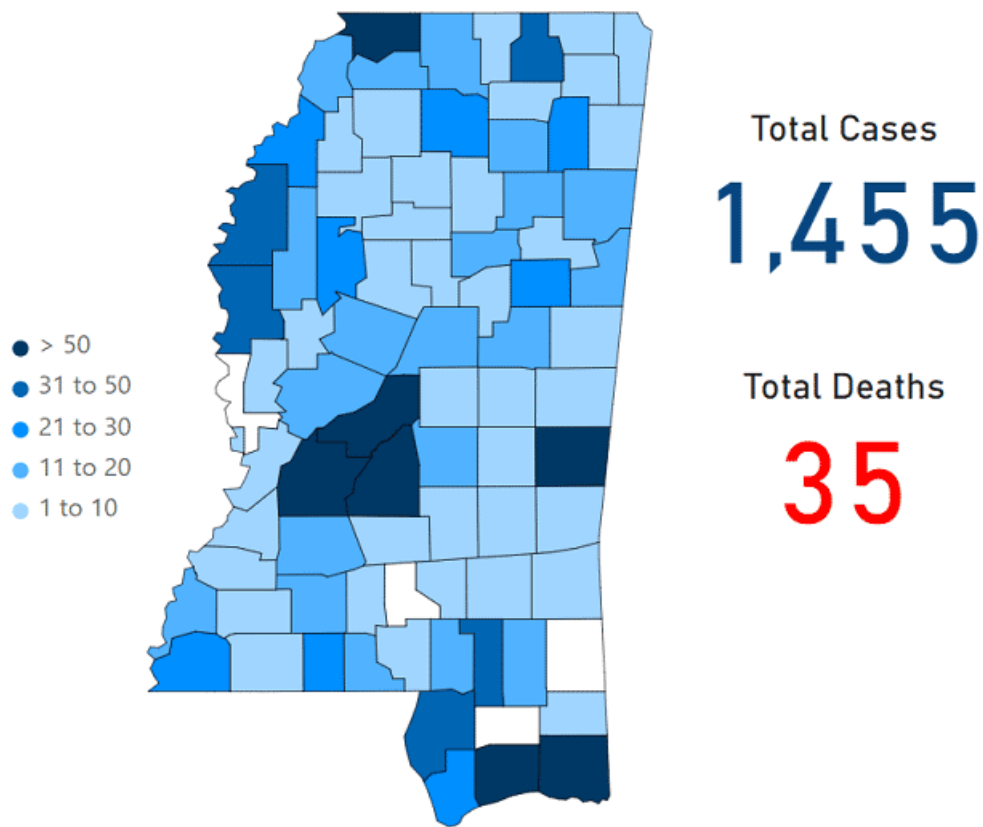 Total Cases
1,455
> 50
31 to 50
21 to 30
11 to 20
1 to 10
Total Deaths
35